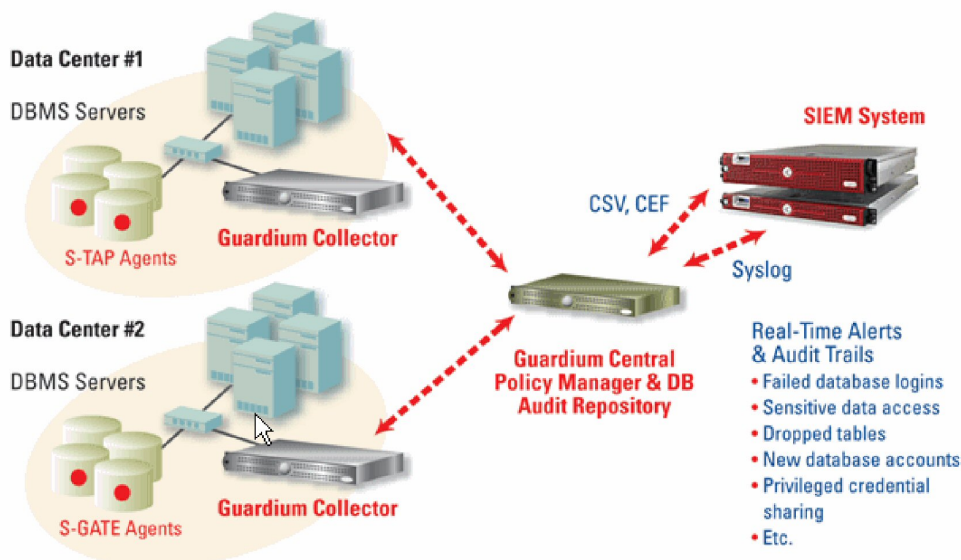 Data Center #1
DBMS Servers
S-TAP Agents
Guardium Collector
Data Center #2
DBMS Servers
S-GATE Agents
Guardium Collector
Guardium Central
Policy Manager & DB
Audit Repository
CSV, CEF
Syslog
SIEM System
Real-Time Alerts
& Audit Trails
• Failed database logins
• Sensitive data access
• Dropped tables
• New database accounts
• Privileged credential
sharing
• Etc.